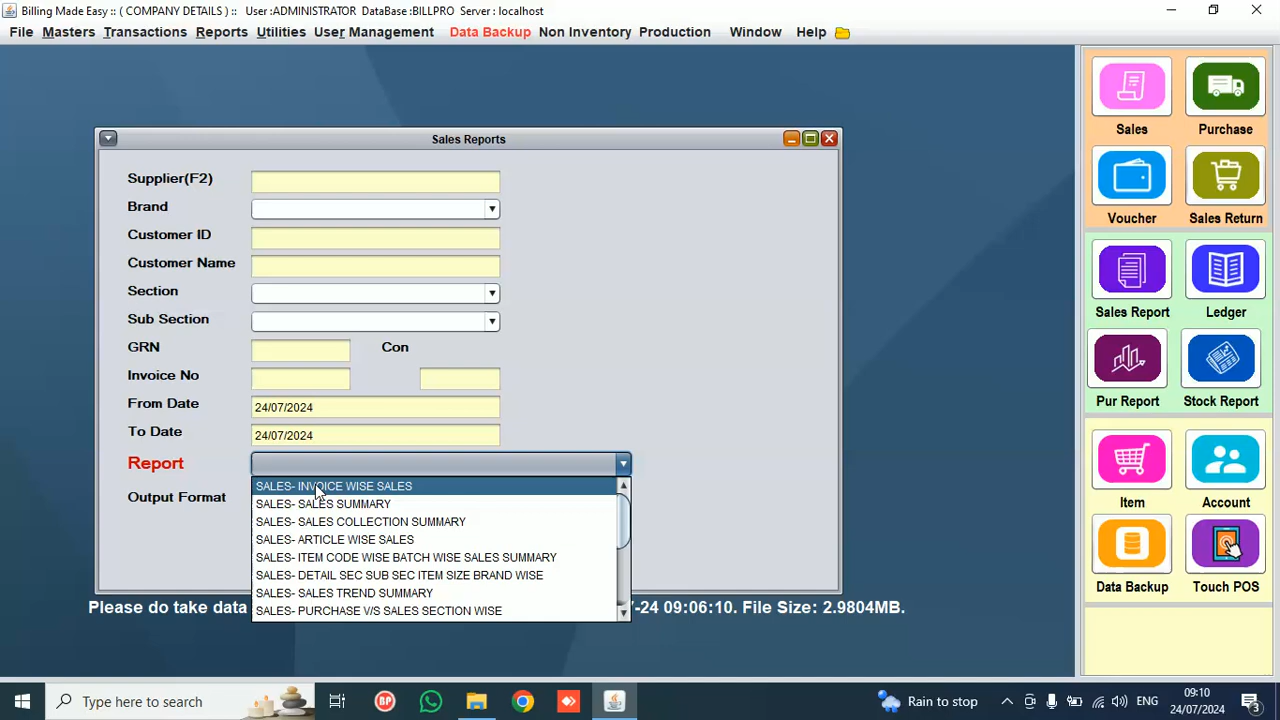 Billing Made Easy :: ( COMPANY DETAILS ) :: User :ADMINISTRATOR DataBase :BILLPRO Server : localhost
File Masters Transactions Reports Utilities User Management Data Backup Non Inventory Production Window Help
Sales Reports
Supplier(F2)
Brand
Customer ID
Customer Name
Section
Sub Section
GRN Con
Invoice No
From Date 24/07/2024
To Date 24/07/2024
Report
Output Format
SALES- INVOICE WISE SALES
SALES- SALES SUMMARY
SALES- SALES COLLECTION SUMMARY
SALES- ARTICLE WISE SALES
SALES- ITEM CODE WISE BATCH WISE SALES SUMMARY
SALES- DETAIL SEC SUB SEC ITEM SIZE BRAND WISE
SALES- SALES TREND SUMMARY
SALES- PURCHASE V/S SALES SECTION WISE
Please do take data -24 09:06:10. File Size: 2.9804MB.
Sales Purchase
Voucher Sales Return
Sales Report Ledger
Pur Report Stock Report
Item Account
Data Backup Touch POS
Type here to search
BP
Rain to stop
ENG
09:10
24/07/2024
3